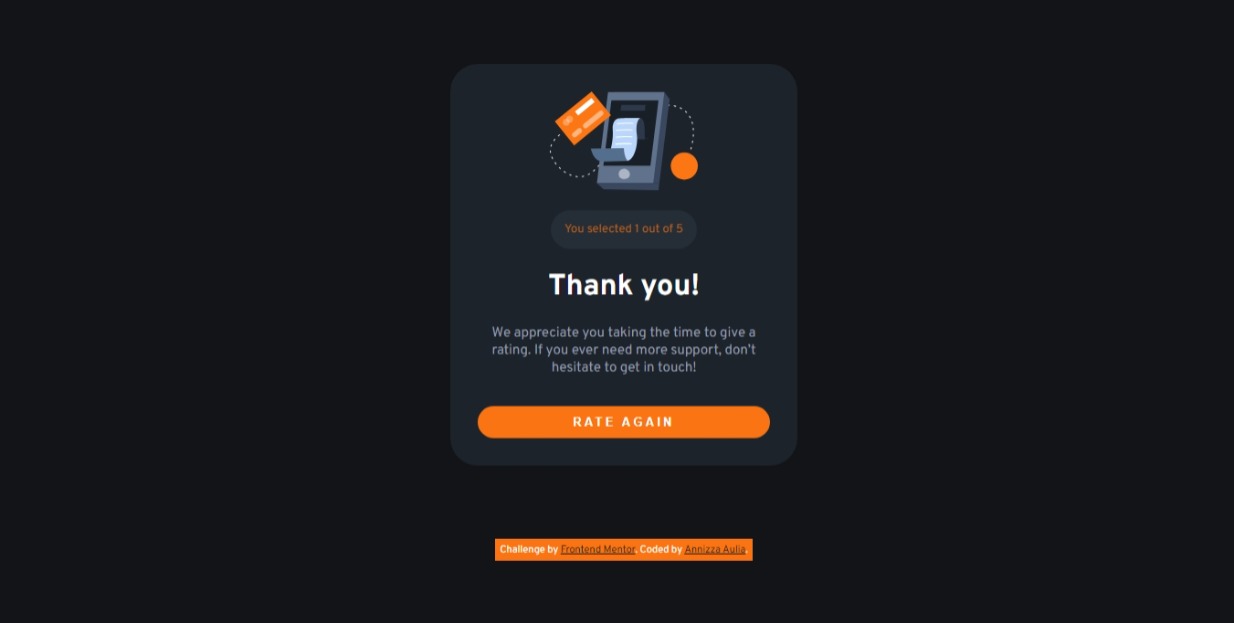 You selected 1 out of 5
Thank you!
We appreciate you taking the time to give a
rating. If you ever need more support, don't
hesitate to get in touch!
RATE AGAIN
Challenge by Frontend Mentor. Coded by Annizza Aulia.